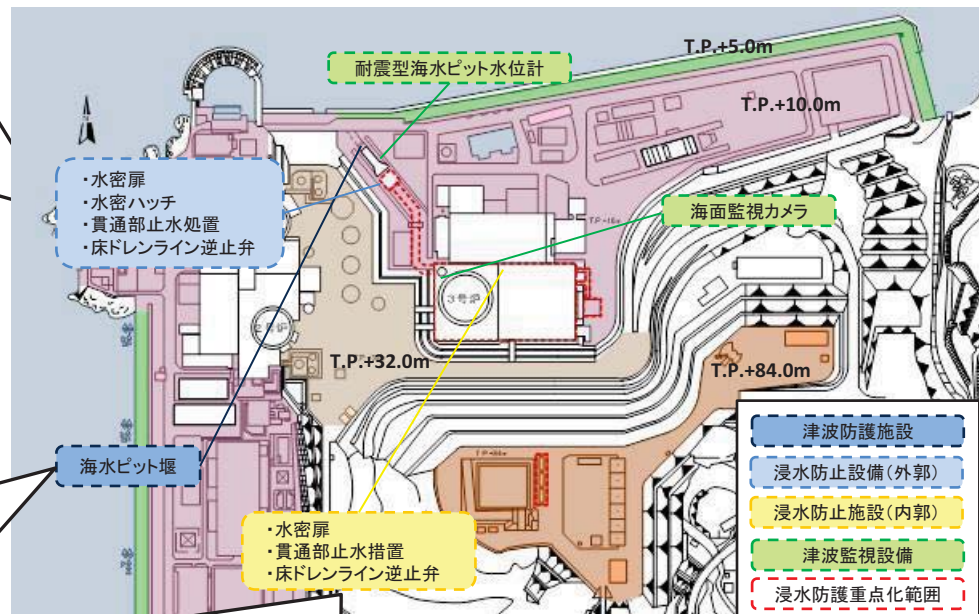 T.P.+5.0m
耐震型海水ピット水位計
T.P.+10.0m
・水密扉
・水密ハッチ
・貫通部止水処置
・床ドレンライン逆止弁
海面監視カメラ
3号炉
2号炉
T.P.+32.0m
T.P.+84.0m
海水ピット堰
・水密扉
・貫通部止水措置
・床ドレンライン逆止弁
津波防護施設
浸水防止設備(外郭)
浸水防止施設(内郭)
津波監視設備
浸水防護重点化範囲